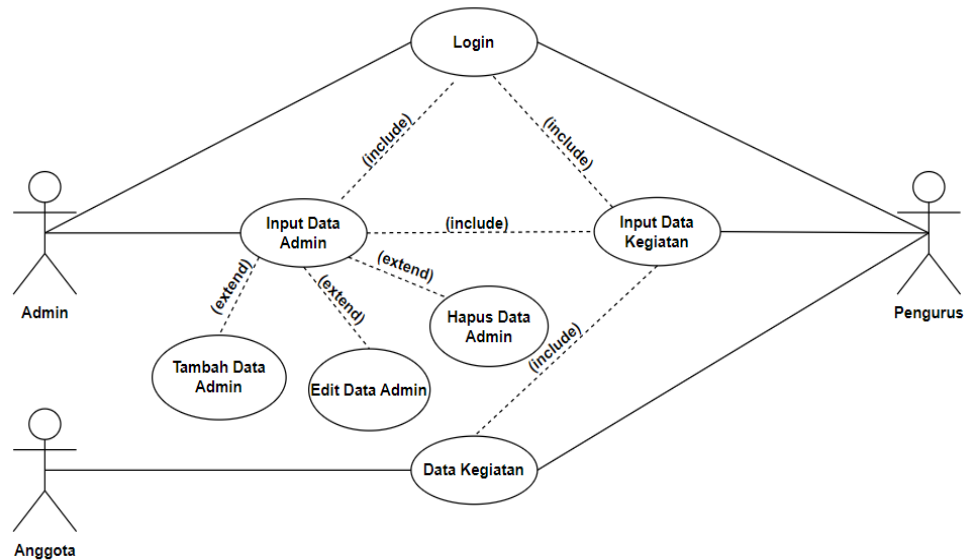 Login
(include)
(include)
Input Data
Admin
(include)
Input Data
Kegiatan
Admin
Pengurus
(extend)
(extend)
(extend)
Hapus Data
Admin
(include)
Tambah Data
Admin
Edit Data Admin
Data Kegiatan
Anggota